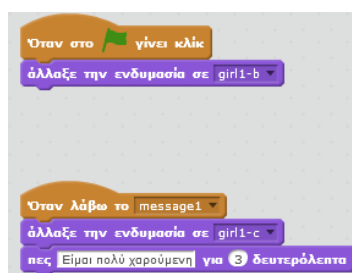 Όταν στο γίνει κλίκ
άλλαξε την ενδυμασία σε girl1-b
Όταν λάβω το message1
άλλαξε την ενδυμασία σε girl1-c
πες Είμαι πολύ χαρούμενη για 3 δευτερόλεπτα